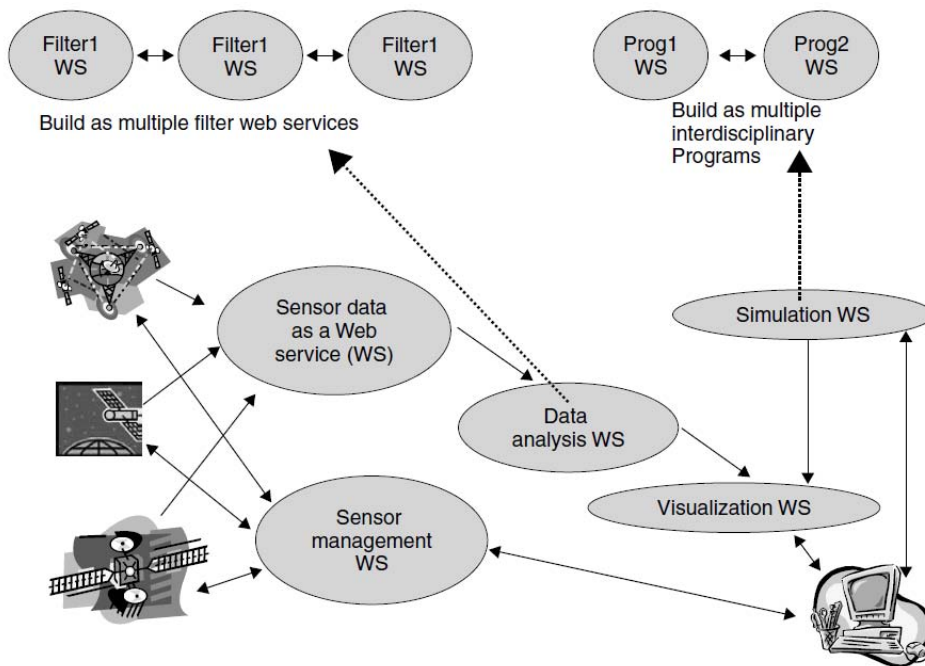 Filter1
WS
Filter1
WS
Filter1
WS
Prog1
WS
Prog2
WS
Build as multiple filter web services
Build as multiple
interdisciplinary
Programs
Sensor data
as a Web
service (WS)
Simulation WS
Data
analysis WS
Visualization WS
Sensor
management
WS